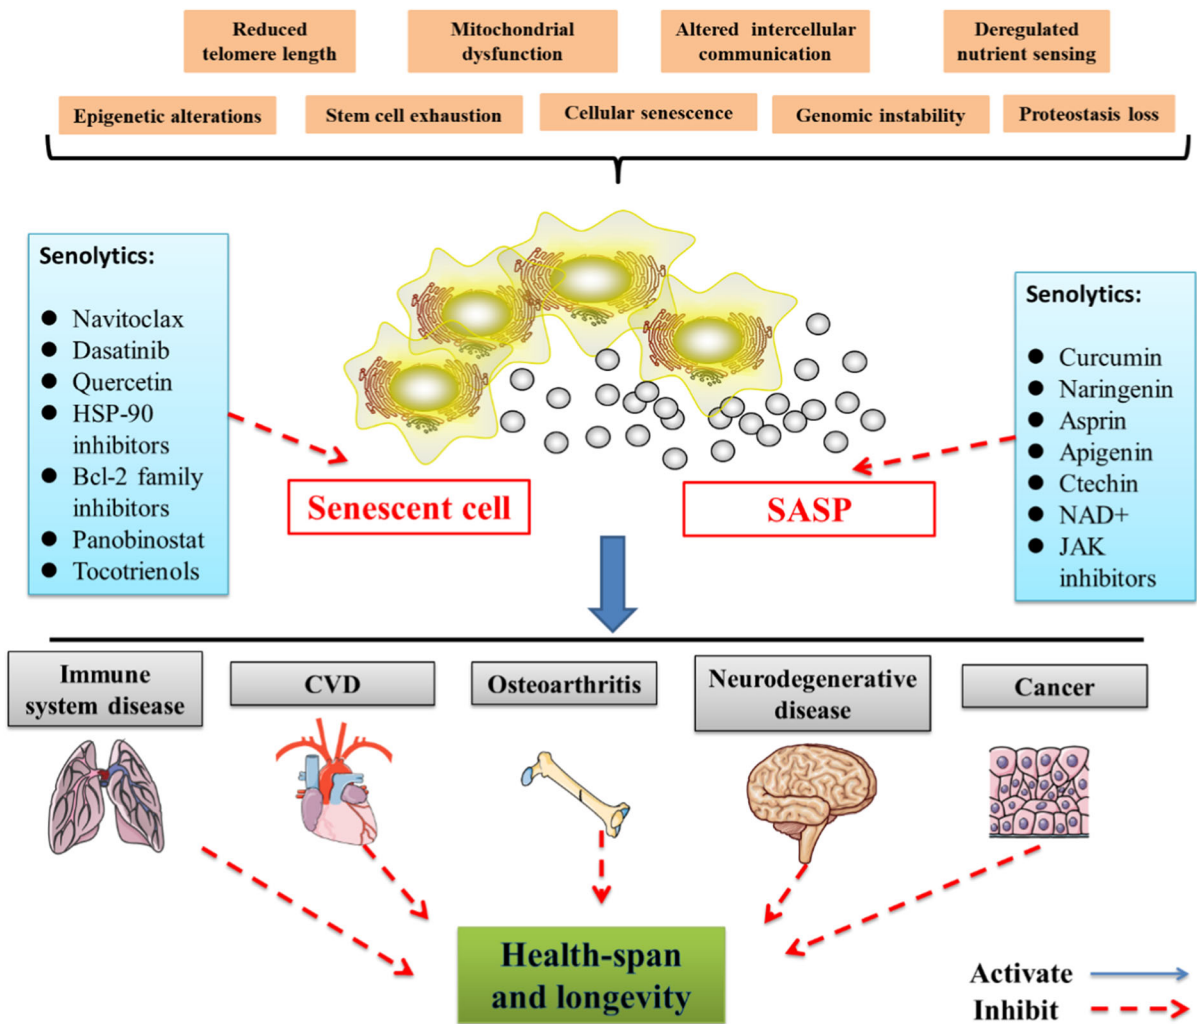 Reduced
telomere length
Mitochondrial
dysfunction
Altered intercellular
communication
Deregulated
nutrient sensing
Epigenetic alterations
Stem cell exhaustion
Cellular senescence
Genomic instability
Proteostasis loss
Senolytics:
● Navitoclax
● Dasatinib
● Quercetin
● HSP-90
inhibitors
● Bcl-2 family
inhibitors
● Panobinostat
● Tocotrienols
Senolytics:
● Curcumin
● Naringenin
● Asprin
● Apigenin
● Ctechin
● NAD+
● JAK
inhibitors
Senescent cell
SASP
Immune
system disease
CVD
Osteoarthritis
Neurodegenerative
disease
Cancer
Health-span
and longevity
Activate
Inhibit